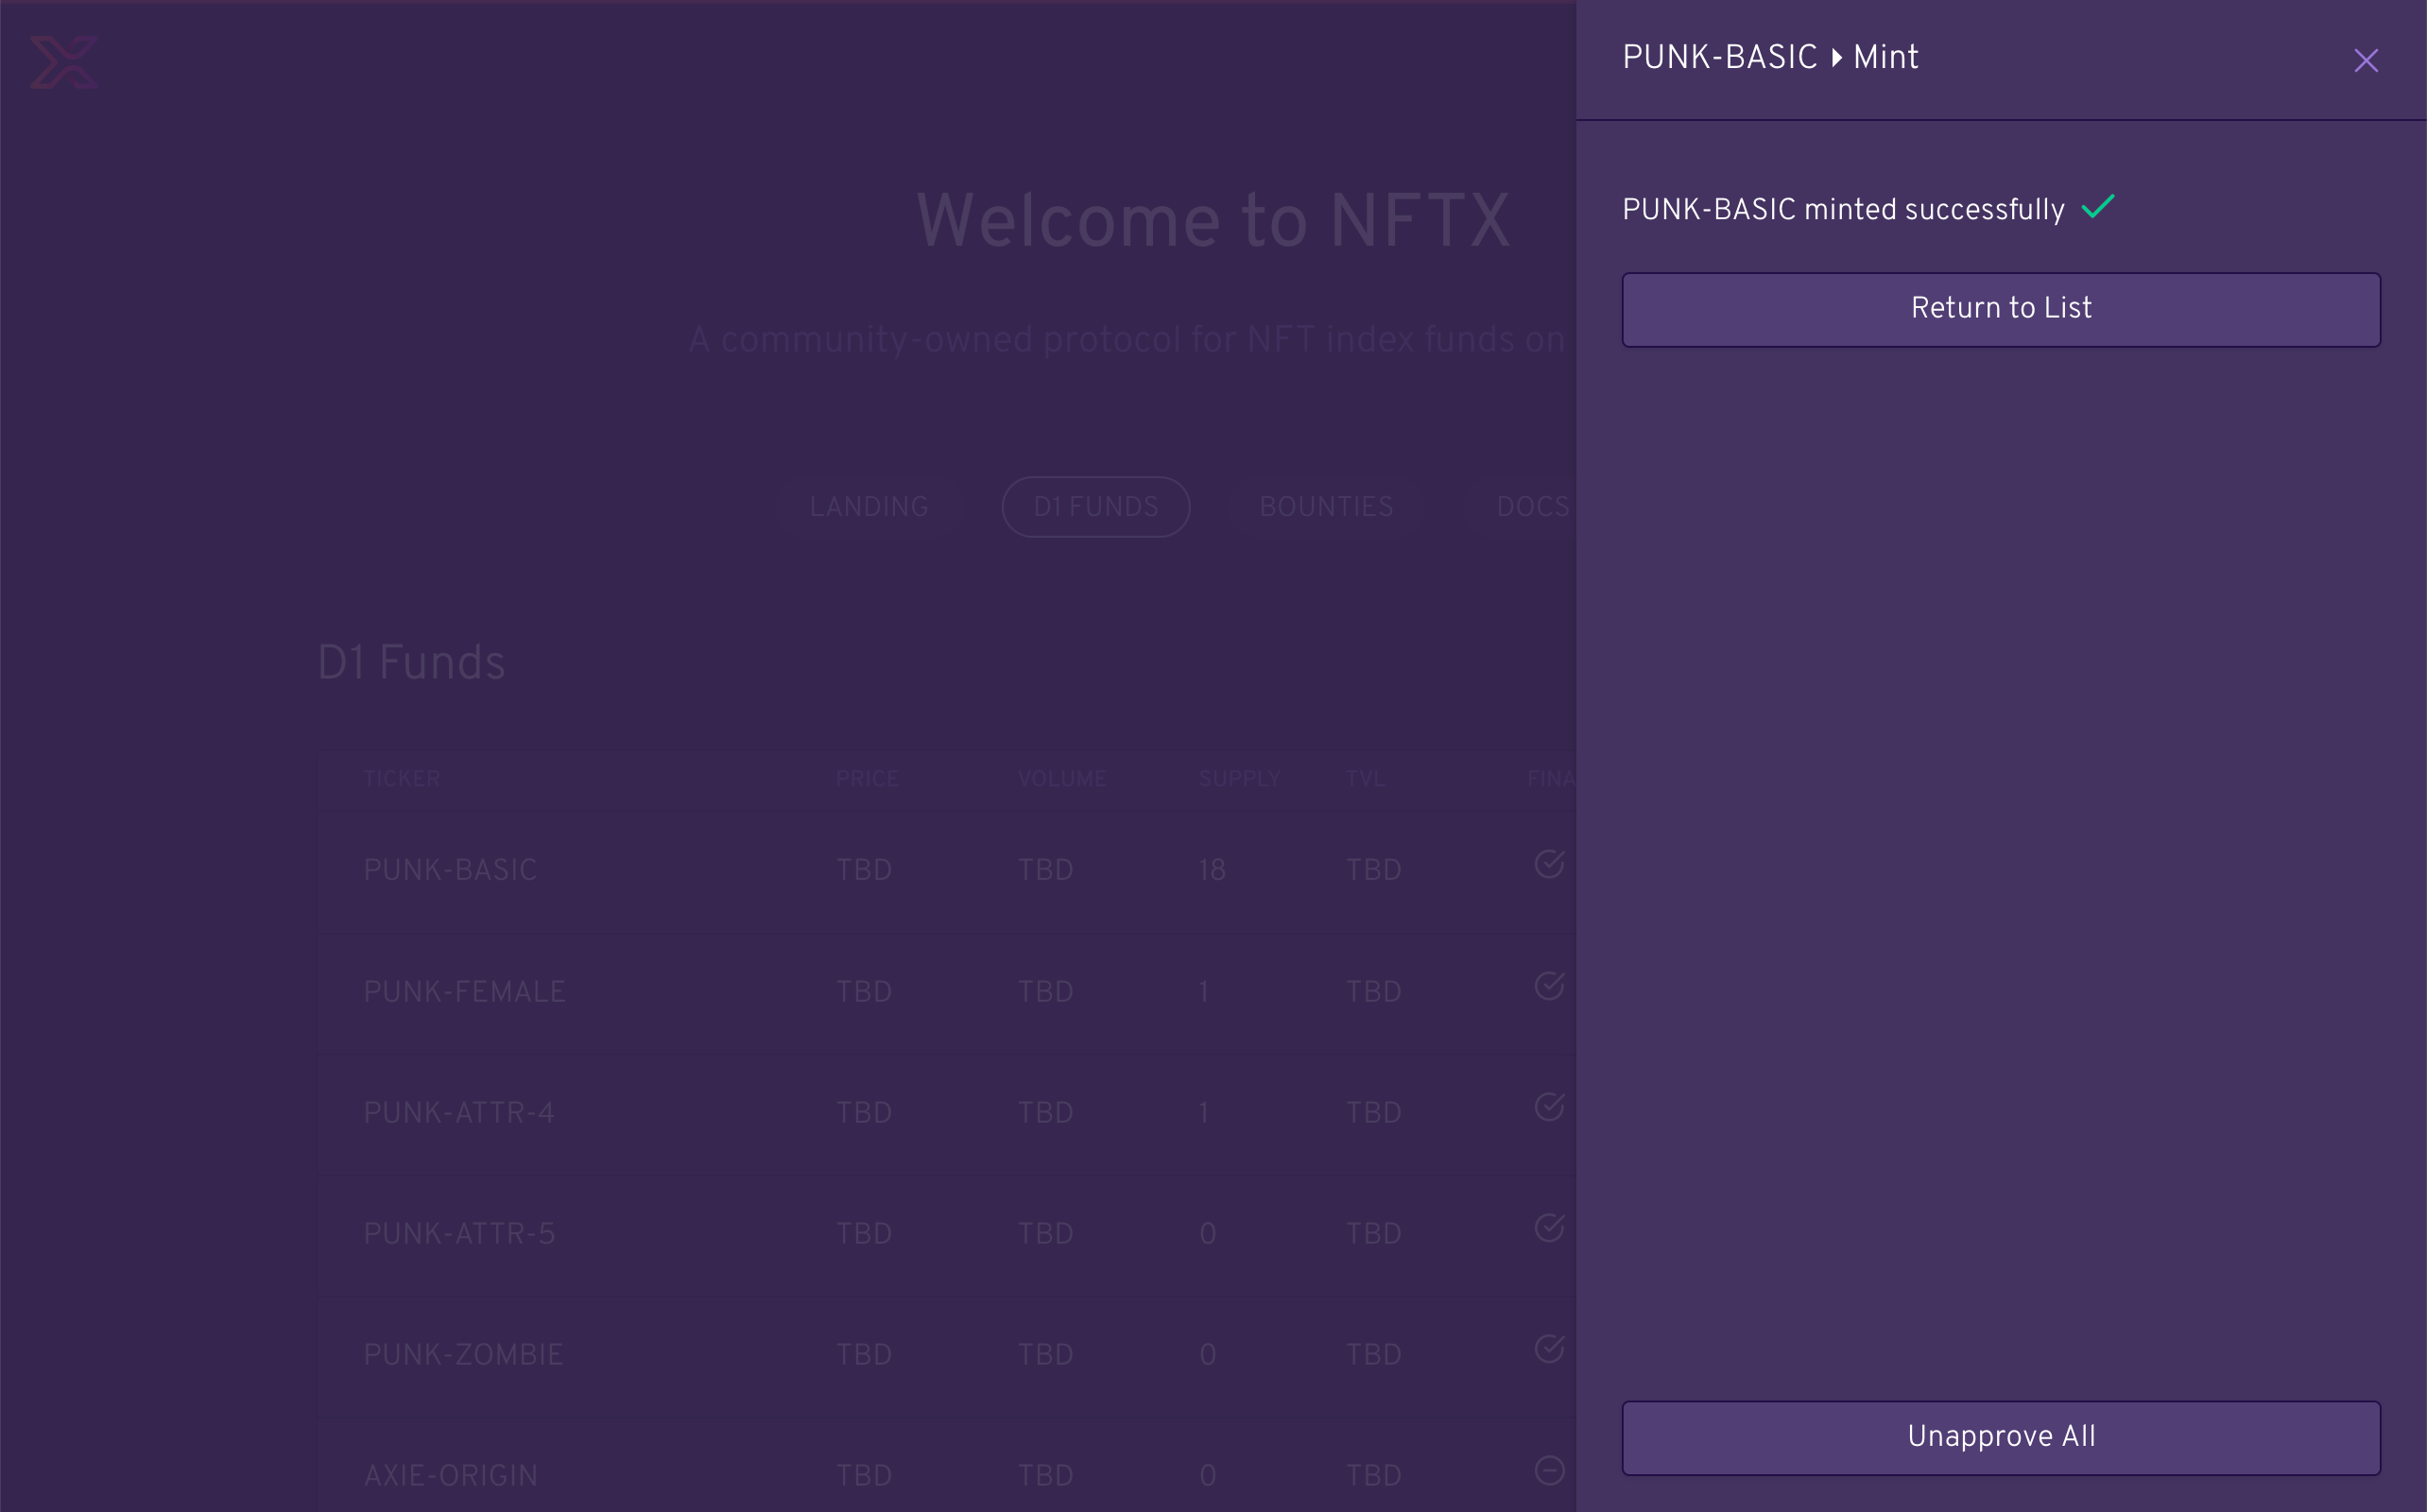 Welcome to NFTX
A community-owned protocol for NFT index funds on
LANDING D1 FUNDS BOUNTIES DOCS
D1 Funds
TICKER PRICE VOLUME SUPPLY TVL FINA
PUNK-BASIC TBD TBD 18 TBD
PUNK-FEMALE TBD TBD 1 TBD
PUNK-ATTR-4 TBD TBD 1 TBD
PUNK-ATTR-5 TBD TBD 0 TBD
PUNK-ZOMBIE TBD TBD 0 TBD
AXIE-ORIGIN TBD TBD 0 TBD
PUNK-BASIC Mint
PUNK-BASIC minted successfully
Return to List
Unapprove All